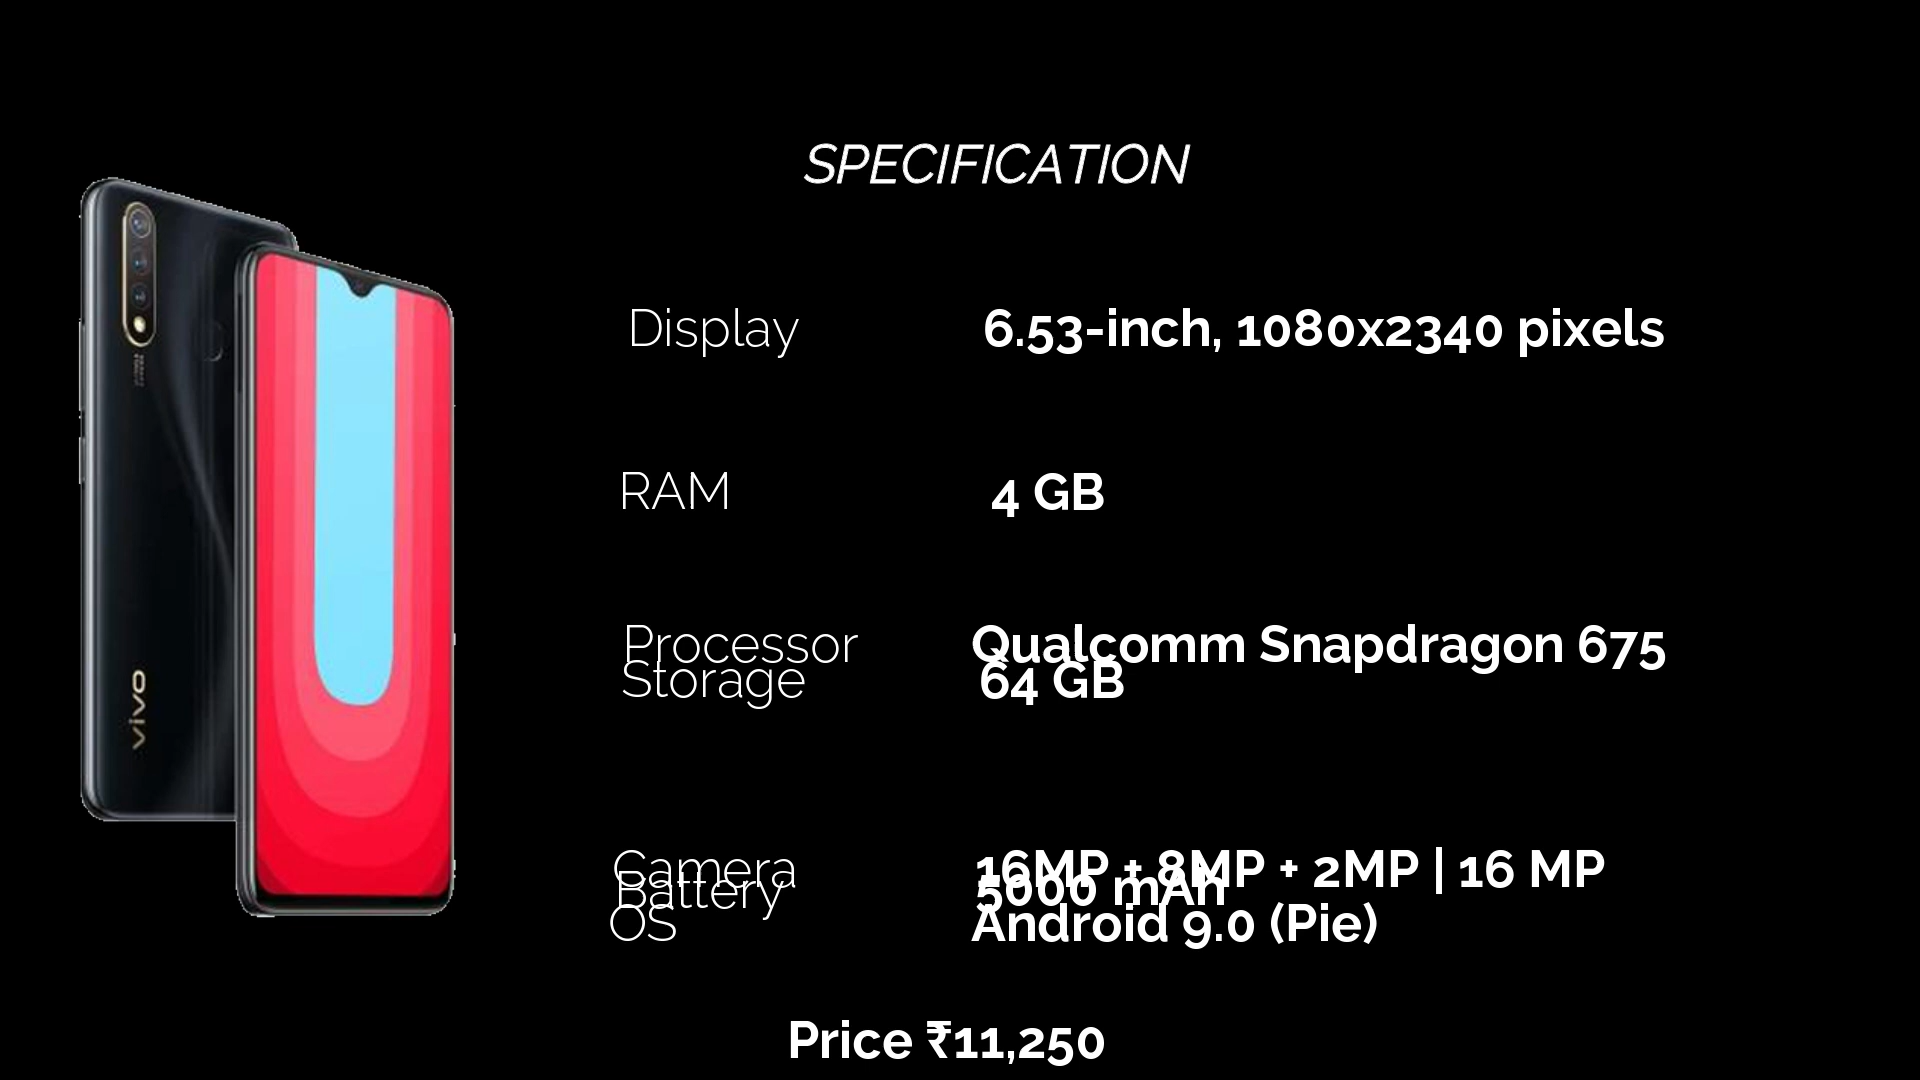 SPECIFICATION
Display 6.53-inch, 1080x2340 pixels
RAM 4 GB
Processor Qualcomm Snapdragon 675
Storage 64 GB
Camera 16MP + 8MP + 2MP | 16 MP
Battery 5000 mAh
OS Android 9.0 (Pie)
Price ₹11,250
vivo